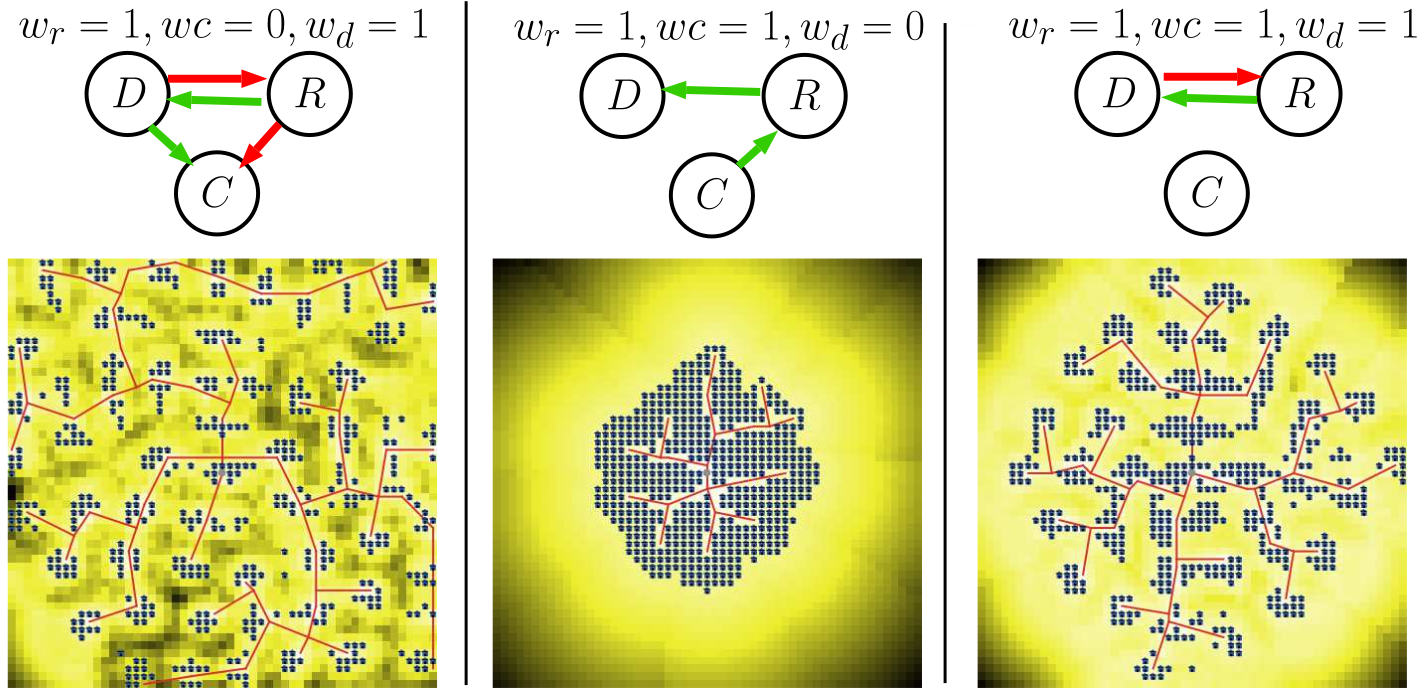 w_r = 1, wc = 0, w_d = 1
D R
C
w_r = 1, wc = 1, w_d = 0
D R
C
w_r = 1, wc = 1, w_d = 1
D R
C